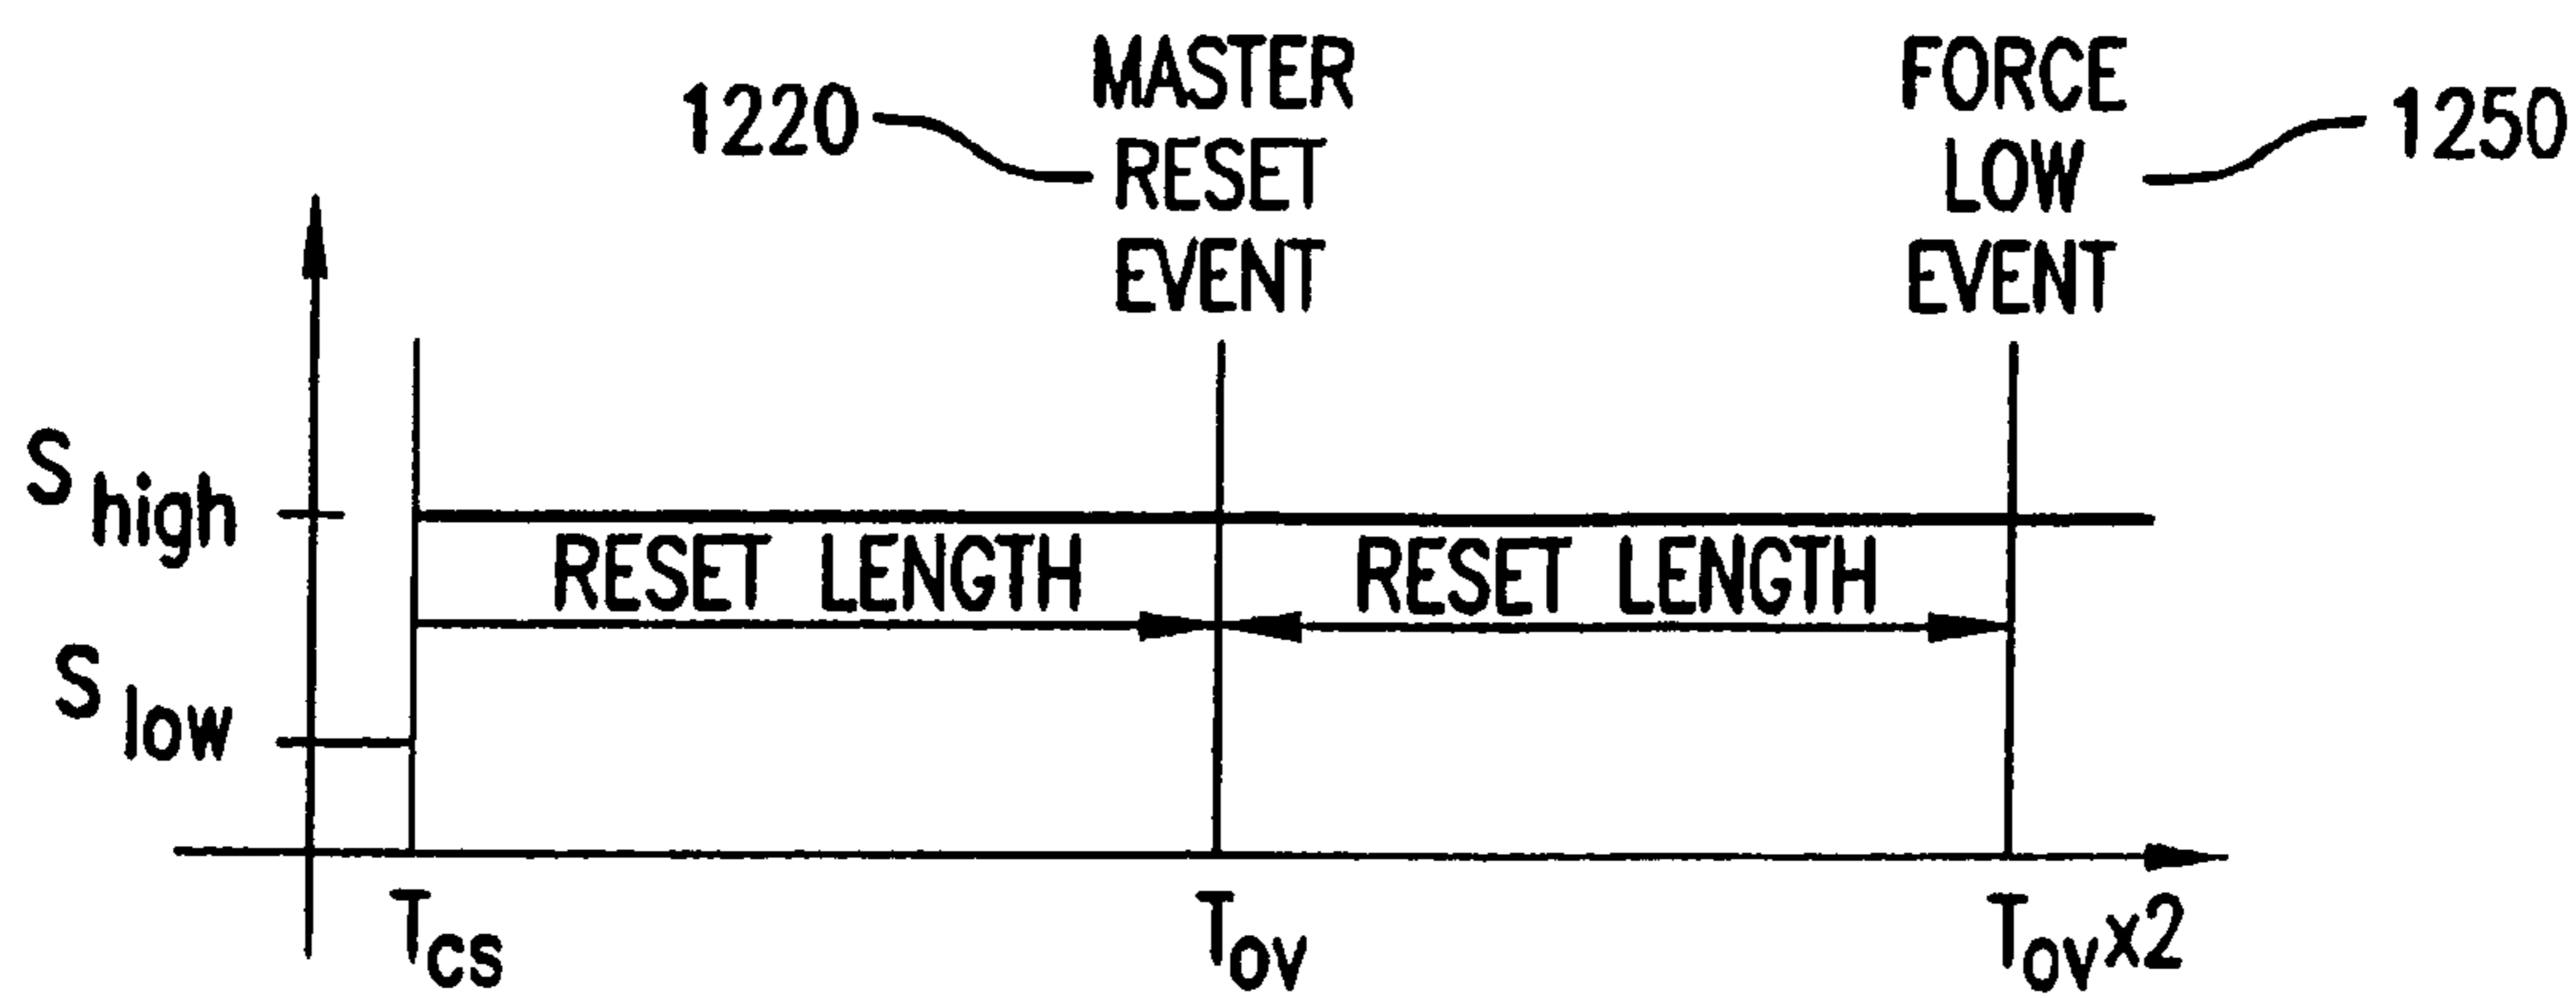 MASTER
RESET
EVENT
1220
FORCE
LOW
EVENT
1250
S high
RESET LENGTH
RESET LENGTH
S low
Tcs
Tov
Tovx2